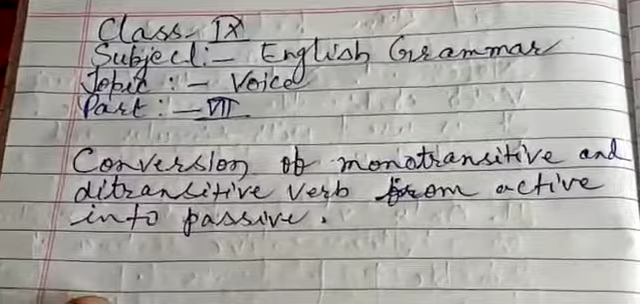 Class- IX
Subject:- English Grammar
Topic :- Voice
Part :- VII
Conversion of monotransitive and
ditransitive verb from active
into passive.